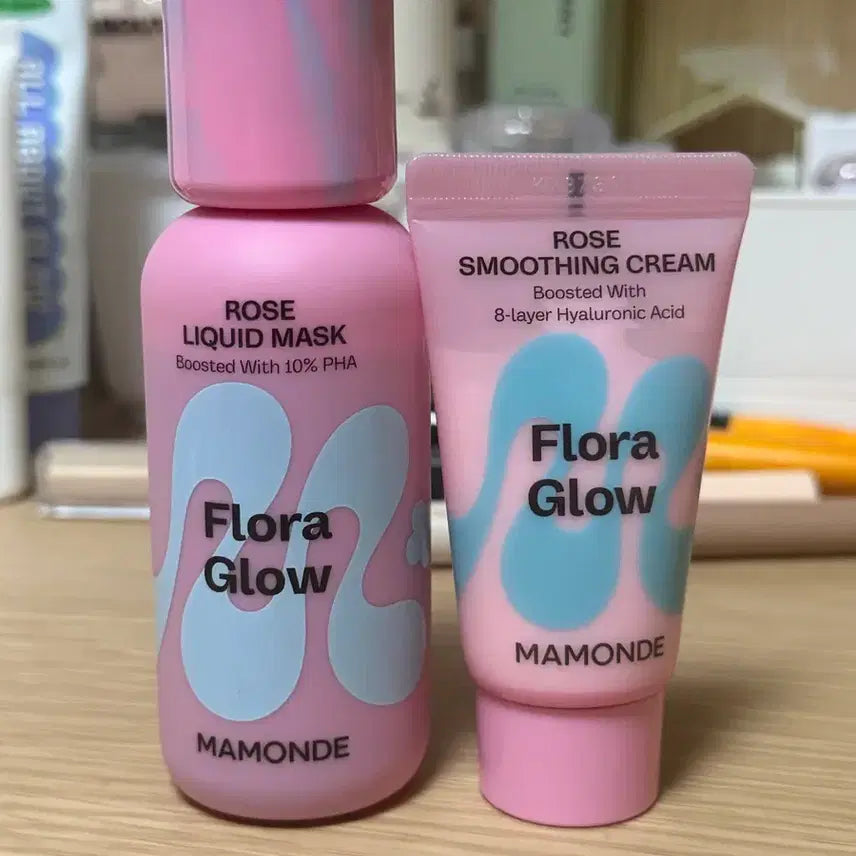 ROSE
LIQUID MASK
Boosted With 10% PHA
Flora
Glow
MAMONDE
ROSE
SMOOTHING CREAM
Boosted With
8-layer Hyaluronic Acid
Flora
Glow
MAMONDE